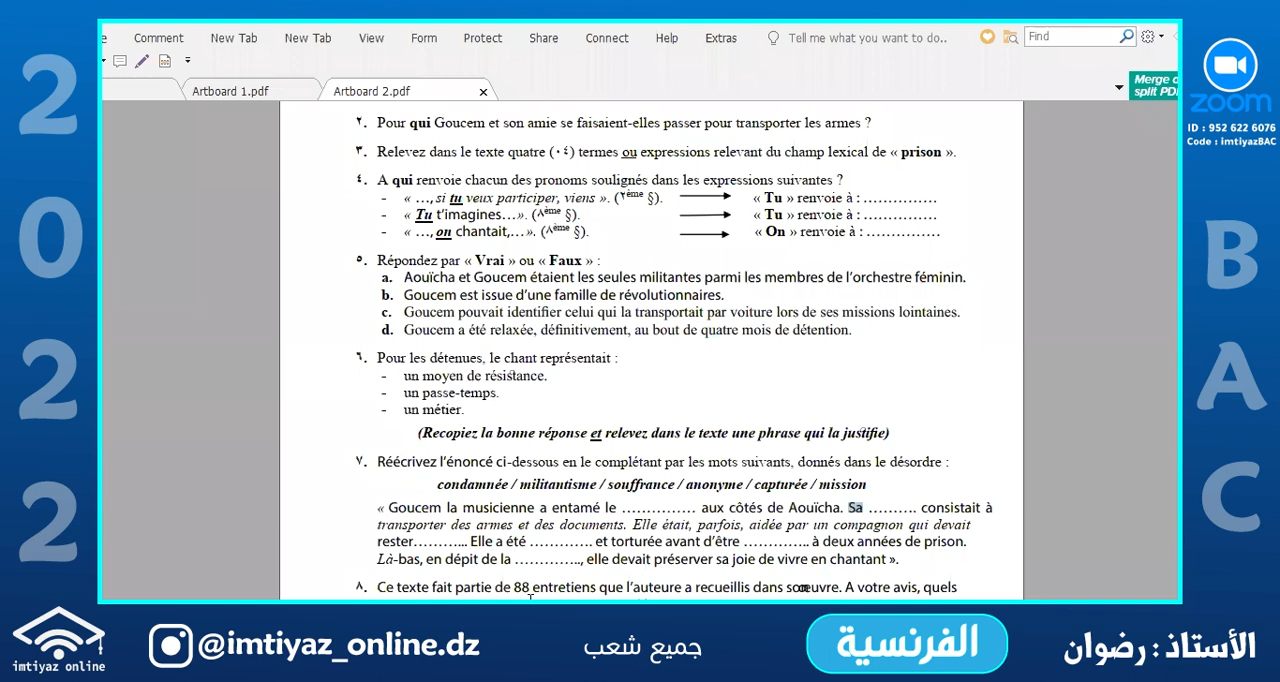 Comment New Tab New Tab View Form Protect Share Connect Help Extras Tell me what you want to do.. Find
Artboard 1.pdf Artboard 2.pdf x
Merge
split PDF
zoom
ID : 952 622 6076
Code : imtiyazBAC
٢. Pour qui Goucem et son amie se faisaient-elles passer pour transporter les armes ?
٣. Relevez dans le texte quatre (٠٤) termes ou expressions relevant du champ lexical de « prison ».
٤. A qui renvoie chacun des pronoms soulignés dans les expressions suivantes ?
- « …, si tu veux participer, viens ». (٢ème §). « Tu » renvoie à : ……………
- « Tu t’imagines…». (٨ème §). « Tu » renvoie à : ……………
- « …, on chantait,…». (٨ème §). « On » renvoie à : ……………
٥. Répondez par « Vrai » ou « Faux » :
a. Aouïcha et Goucem étaient les seules militantes parmi les membres de l’orchestre féminin.
b. Goucem est issue d’une famille de révolutionnaires.
c. Goucem pouvait identifier celui qui la transportait par voiture lors de ses missions lointaines.
d. Goucem a été relaxée, définitivement, au bout de quatre mois de détention.
٦. Pour les détenues, le chant représentait :
- un moyen de résistance.
- un passe-temps.
- un métier.
(Recopiez la bonne réponse et relevez dans le texte une phrase qui la justifie)
٧. Réécrivez l’énoncé ci-dessous en le complétant par les mots suivants, donnés dans le désordre :
condamnée / militantisme / souffrance / anonyme / capturée / mission
« Goucem la musicienne a entamé le …………… aux côtés de Aouïcha. Sa ………. consistait à
transporter des armes et des documents. Elle était, parfois, aidée par un compagnon qui devait
rester……….. Elle a été …………. et torturée avant d’être ………….. à deux années de prison.
Là-bas, en dépit de la ………….., elle devait préserver sa joie de vivre en chantant ».
٨. Ce texte fait partie de 88 entretiens que l’auteure a recueillis dans son œuvre. A votre avis, quels
2
0
2
2
B
A
C
imtiyaz online
@imtiyaz_online.dz
جميع شعب
الفرنسية
الأستاذ : رضوان